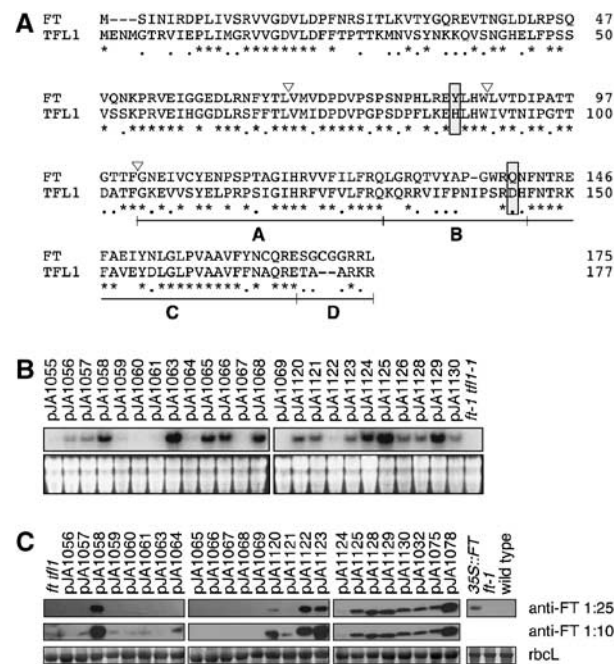 A
FT M---SINIRDPLIVSRVVGDVLDPFNRSITLKVTYGQREVTNGLDLRPSQ 47
TFL1 MENMGTRVIEPLIMGRVVGDVLDFFTPTTKMNVSYNKKQVSNGHELFPSS 50
FT VQNKPRVEIGGEDLRNFYTLVMVDPDVPSPSNPHLREYLHWLVTDIPATT 97
TFL1 VSSKPRVEIHGGDLRSFFTLVMIDPDVPGPSDPFLKEHLHWIVTNIPGTT 100
FT GTTFGNEIVCYENPSPTAGIHRVVFILFRQLGRQTVYAP-GWRQNFNTRE 146
TFL1 DATFGKEVVSYELPRPSIGIHRFVFVLFRQKQRRVIFPNIPSRDHFNTRK 150
A B
FT FAEIYNLGLPVAAVFYNCQRESGCGGRRL 175
TFL1 FAVEYDLGLPVAAVFFNAQRETA--ARKR 177
C D
B
pJA1055
pJA1056
pJA1057
pJA1058
pJA1059
pJA1060
pJA1061
pJA1063
pJA1064
pJA1065
pJA1066
pJA1067
pJA1068
pJA1069
pJA1120
pJA1121
pJA1122
pJA1123
pJA1124
pJA1125
pJA1126
pJA1128
pJA1129
pJA1130
ft-1 tfl1-1
C
ft tfl1
pJA1056
pJA1057
pJA1058
pJA1059
pJA1060
pJA1061
pJA1063
pJA1064
pJA1065
pJA1066
pJA1067
pJA1068
pJA1069
pJA1120
pJA1121
pJA1122
pJA1123
pJA1124
pJA1125
pJA1128
pJA1129
pJA1130
pJA1032
pJA1075
pJA1078
35S::FT
ft-1
wild type
anti-FT 1:25
anti-FT 1:10
rbcL